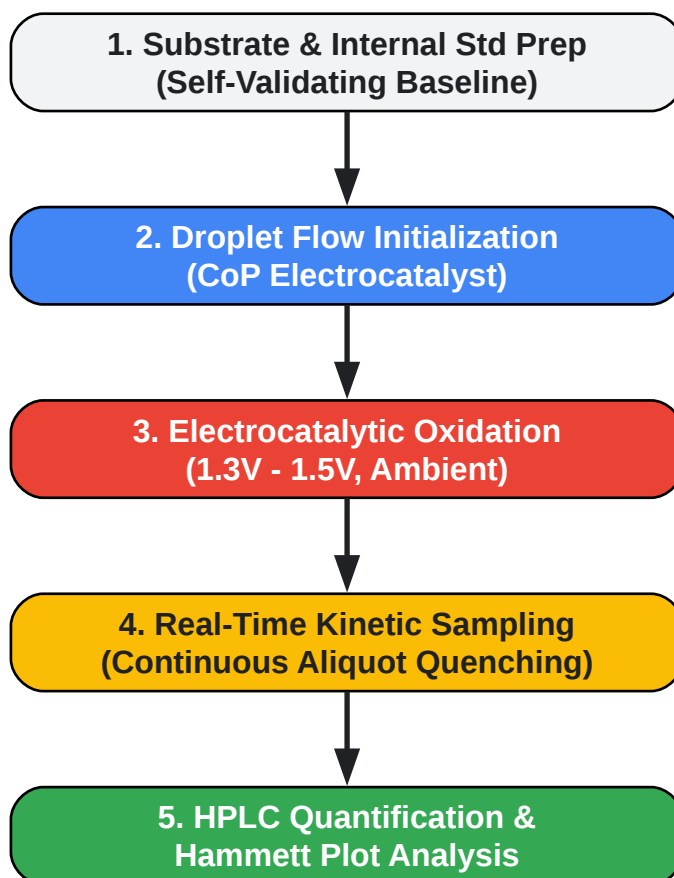 1. Substrate & Internal Std Prep
(Self-Validating Baseline)
2. Droplet Flow Initialization
(CoP Electrocatalyst)
3. Electrocatalytic Oxidation
(1.3V - 1.5V, Ambient)
4. Real-Time Kinetic Sampling
(Continuous Aliquot Quenching)
5. HPLC Quantification &
Hammett Plot Analysis